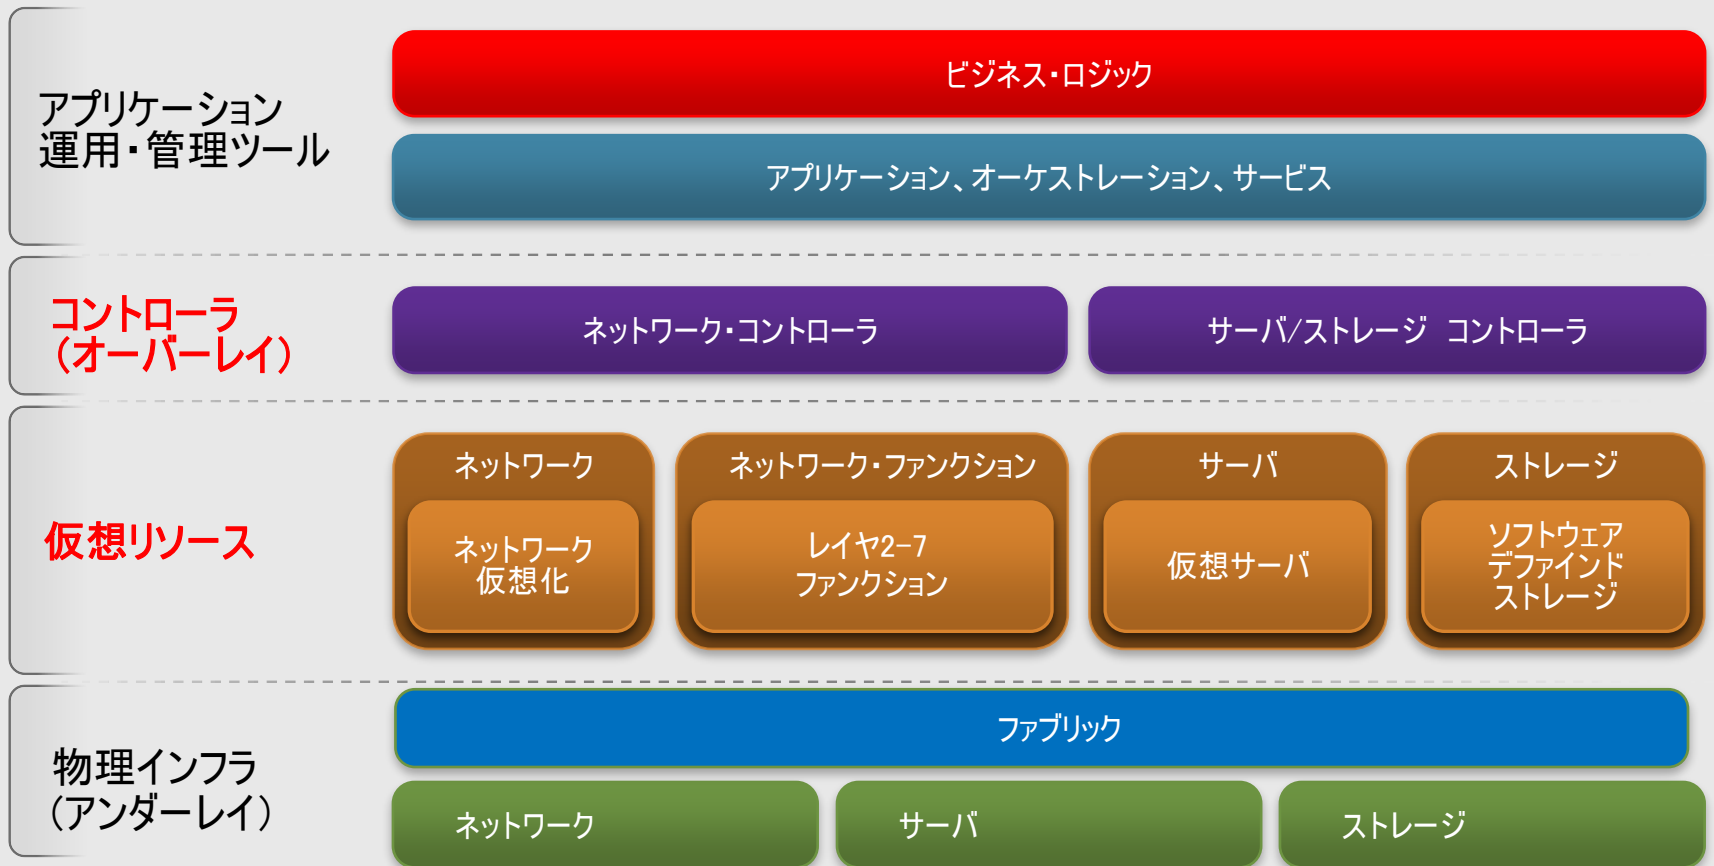 アプリケーション
運用・管理ツール
ビジネス・ロジック
アプリケーション、オーケストレーション、サービス
コントローラ
（オーバーレイ）
ネットワーク・コントローラ
サーバ/ストレージ コントローラ
仮想リソース
ネットワーク
ネットワーク
仮想化
ネットワーク・ファンクション
レイヤ2-7
ファンクション
サーバ
仮想サーバ
ストレージ
ソフトウェア
デファインド
ストレージ
物理インフラ
（アンダーレイ）
ファブリック
ネットワーク
サーバ
ストレージ